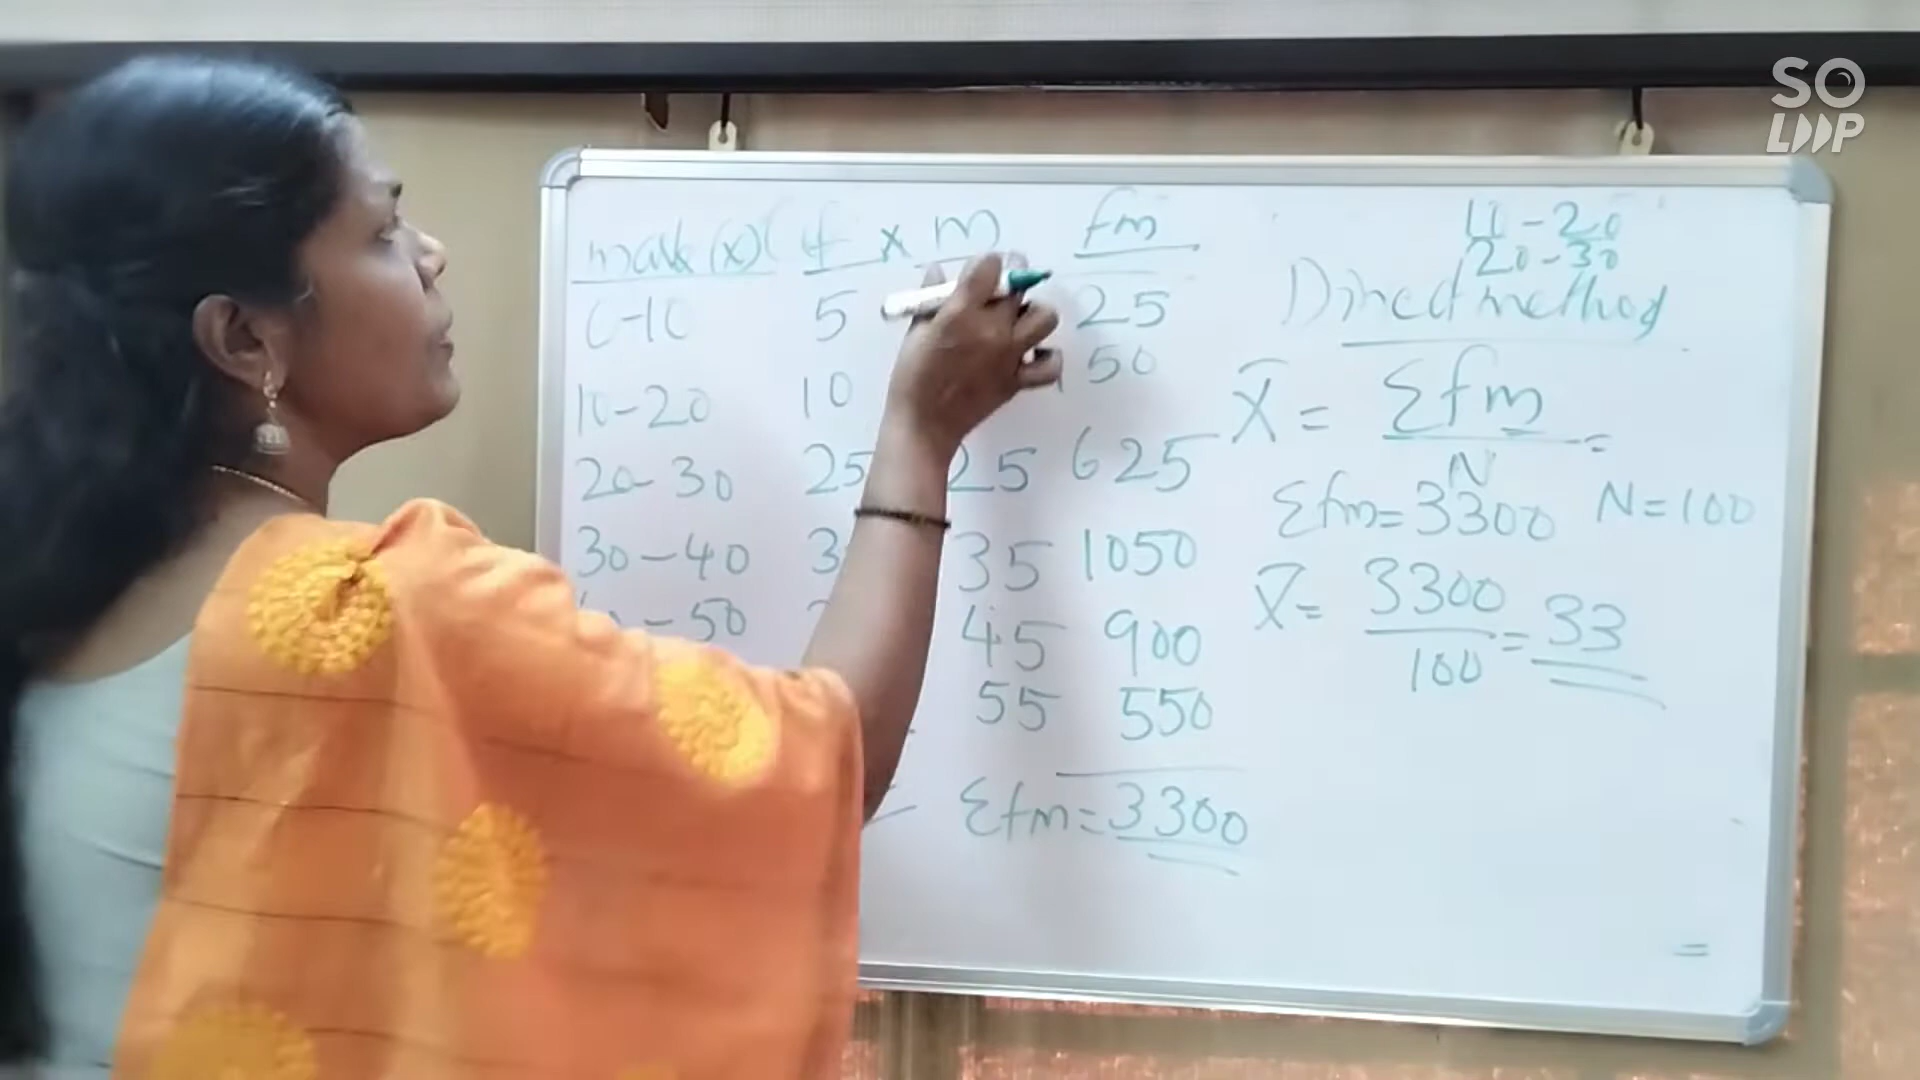 SO
LOOP
mark (x) f x m fm
0-10 5 25
10-20 10 150
20-30 25 25 625
30-40 35 1050
-50 45 900
55 550
Σfm=3300
11-20
20-30
Direct method
X̄ = Σfm / N =
Σfm=3300 N=100
X̄= 3300 / 100 = 33
=